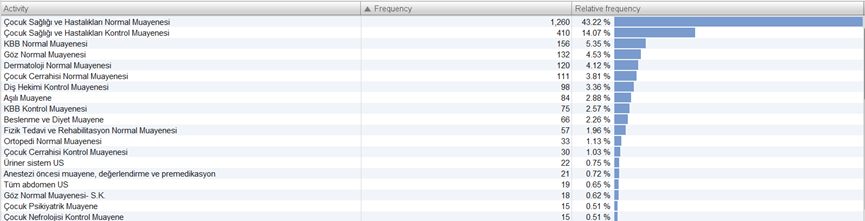 Activity ▲ Frequency Relative frequency
Çocuk Sağlığı ve Hastalıkları Normal Muayenesi 1,260 43.22 %
Çocuk Sağlığı ve Hastalıkları Kontrol Muayenesi 410 14.07 %
KBB Normal Muayenesi 156 5.35 %
Göz Normal Muayenesi 132 4.53 %
Dermatoloji Normal Muayenesi 120 4.12 %
Çocuk Cerrahisi Normal Muayenesi 111 3.81 %
Diş Hekimi Kontrol Muayenesi 98 3.36 %
Aşılı Muayene 84 2.88 %
KBB Kontrol Muayenesi 75 2.57 %
Beslenme ve Diyet Muayene 66 2.26 %
Fizik Tedavi ve Rehabilitasyon Normal Muayenesi 57 1.96 %
Ortopedi Normal Muayenesi 33 1.13 %
Çocuk Cerrahisi Kontrol Muayenesi 30 1.03 %
Üriner sistem US 22 0.75 %
Anestezi öncesi muayene, değerlendirme ve premedikasyon 21 0.72 %
Tüm abdomen US 19 0.65 %
Göz Normal Muayenesi- S.K. 18 0.62 %
Çocuk Psikiyatrik Muayene 15 0.51 %
Çocuk Nefrolojisi Kontrol Muayene 15 0.51 %